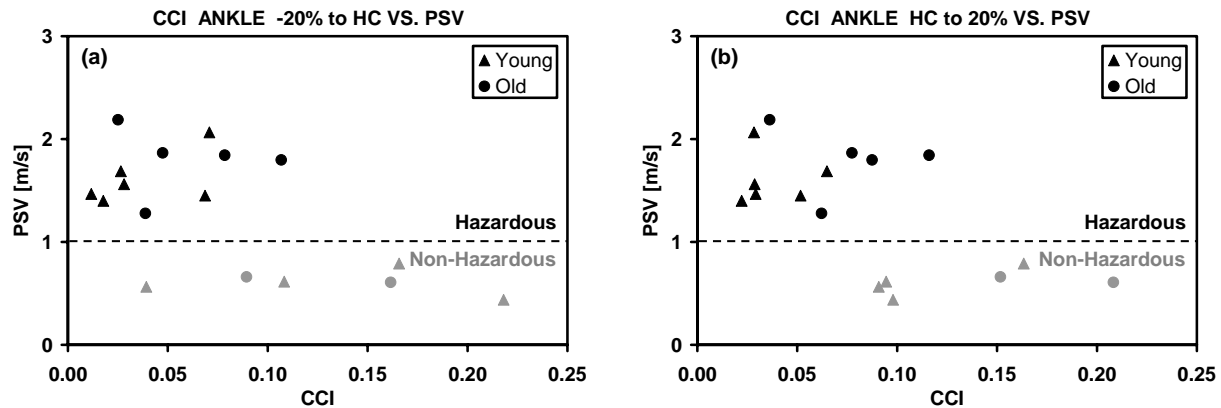 CCI ANKLE -20% to HC VS. PSV
3
(a)
Young
Old
2
PSV [m/s]
Hazardous
1
Non-Hazardous
0
0.00 0.05 0.10 0.15 0.20 0.25
CCI
CCI ANKLE HC to 20% VS. PSV
3
(b)
Young
Old
2
PSV [m/s]
Hazardous
1
Non-Hazardous
0
0.00 0.05 0.10 0.15 0.20 0.25
CCI